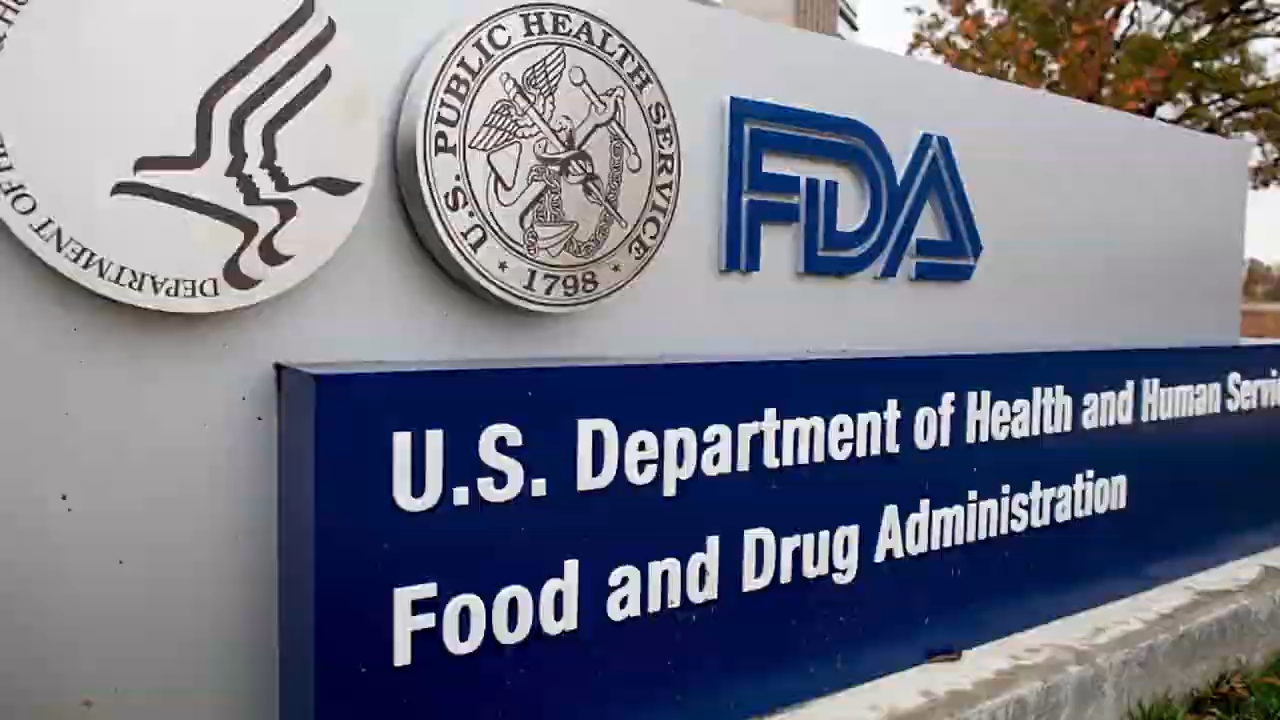 DEPARTMENT OF
U.S. PUBLIC HEALTH SERVICE
1798
FDA
U.S. Department of Health and Human
Food and Drug Administration